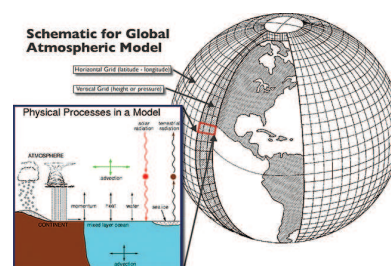 Schematic for Global
Atmospheric Model
Horizontal Grid (latitude - longitude)
Vertical Grid (height or pressure)
Physical Processes in a Model
solar
radiation
terrestrial
radiation
ATMOSPHERE
advection
momentum
heat
water
sea ice
CONTINENT
mixed layer ocean
advection